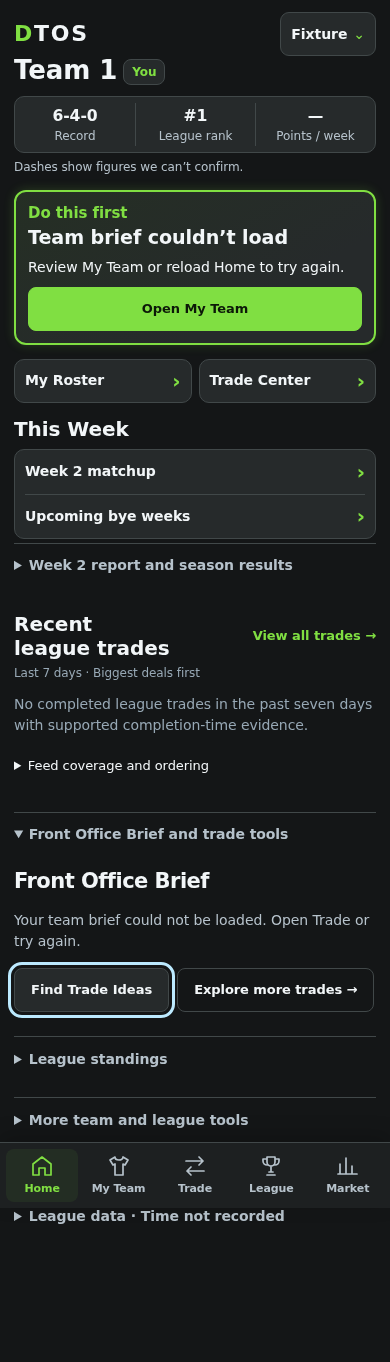 DTOS
Fixture
Team 1 You
6-4-0 #1 —
Record League rank Points / week
Dashes show figures we can’t confirm.
Do this first
Team brief couldn’t load
Review My Team or reload Home to try again.
Open My Team
My Roster › Trade Center ›
This Week
Week 2 matchup ›
Upcoming bye weeks ›
Week 2 report and season results
Recent
league trades
View all trades →
Last 7 days · Biggest deals first
No completed league trades in the past seven days
with supported completion-time evidence.
Feed coverage and ordering
Front Office Brief and trade tools
Front Office Brief
Your team brief could not be loaded. Open Trade or
try again.
Find Trade Ideas Explore more trades →
League standings
More team and league tools
Home My Team Trade League Market
League data · Time not recorded